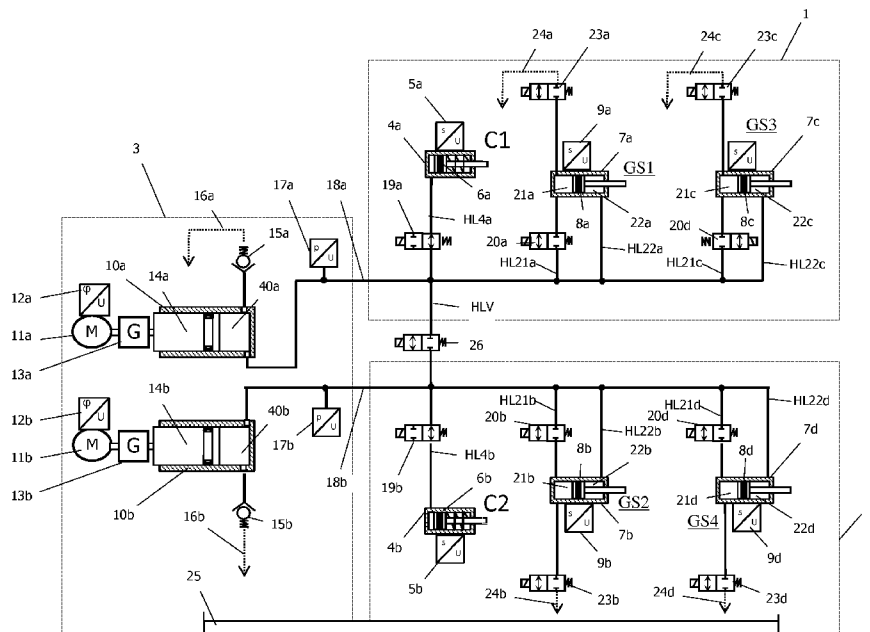 24a 23a 24c 23c 1
5a 9a GS3
3 4a s U C1 s U 7a s U 7c
16a 17a 18a 6a GS1
15a 19a 21a 8a 22a 21c 8c 22c
10a 14a 40a p U HL4a 20a HL22a 20d
12a φ U HL21a HL21c HL22c
11a M G HLV
13a 26
14b HL21b HL21d HL22d
12b φ U 40b 20b 20d
11b M G p U 17b HL4b HL22b 8d 7d
13b 18b 19b 6b 21b 8b 22b 21d
10b 16b 15b C2 GS2 GS4 22d
4b s U s U 7b s U
25 5b 9b 9d
24b 23b 24d 23d